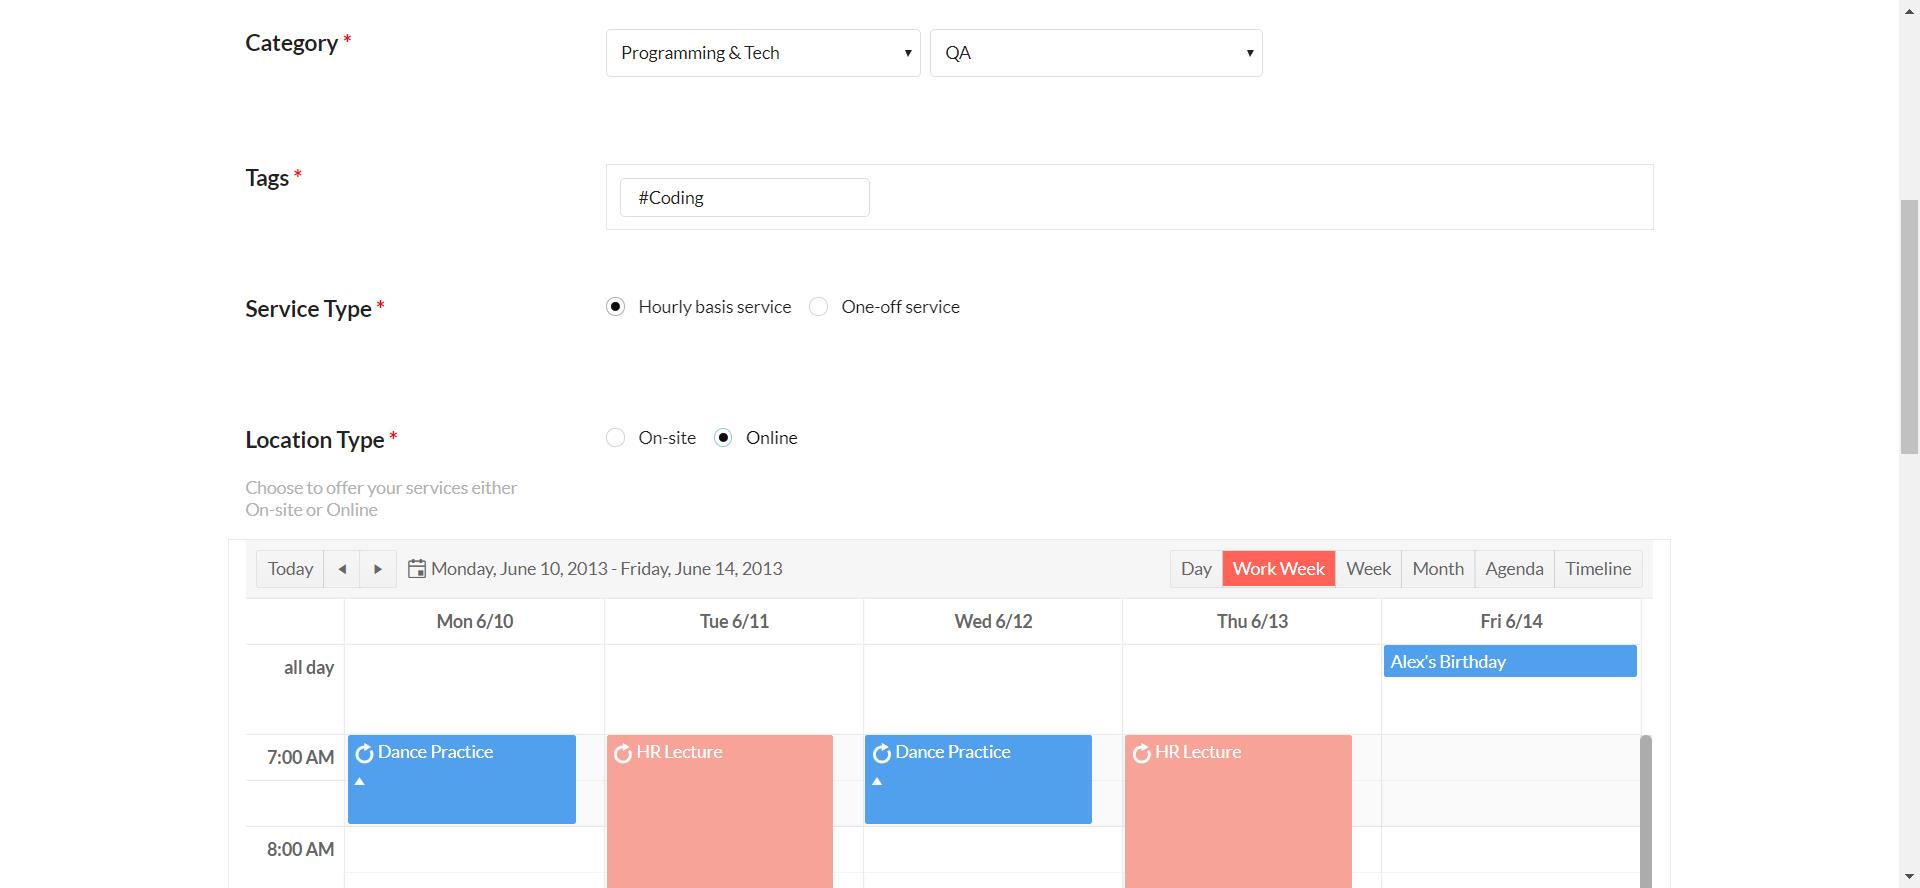 Category *
Programming & Tech
QA
Tags *
#Coding
Service Type *
Hourly basis service
One-off service
Location Type *
On-site
Online
Choose to offer your services either
On-site or Online
Today
Monday, June 10, 2013 - Friday, June 14, 2013
Day
Work Week
Week
Month
Agenda
Timeline
Mon 6/10
Tue 6/11
Wed 6/12
Thu 6/13
Fri 6/14
all day
Alex's Birthday
7:00 AM
Dance Practice
HR Lecture
Dance Practice
HR Lecture
8:00 AM